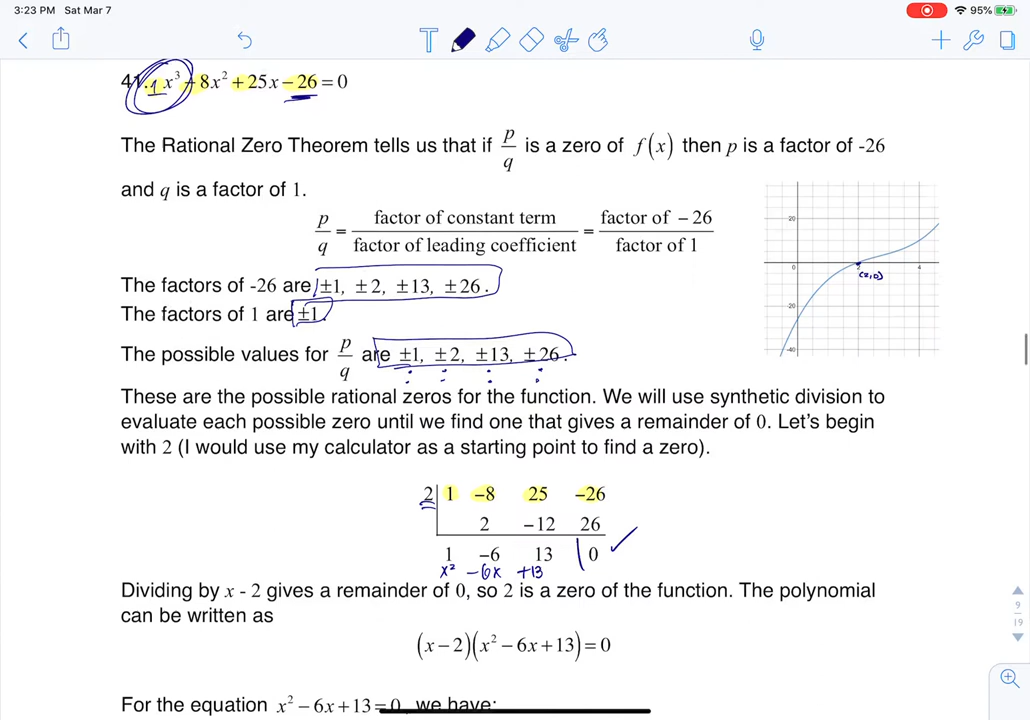 3:23 PM Sat Mar 7
95%
41. 1x³ − 8x² + 25x − 26 = 0
The Rational Zero Theorem tells us that if p/q is a zero of f(x) then p is a factor of -26
and q is a factor of 1.
p/q = factor of constant term / factor of leading coefficient = factor of − 26 / factor of 1
The factors of -26 are ±1, ±2, ±13, ±26.
The factors of 1 are ±1.
The possible values for p/q are ±1, ±2, ±13, ±26.
20
0
4
(2,0)
-20
-40
These are the possible rational zeros for the function. We will use synthetic division to
evaluate each possible zero until we find one that gives a remainder of 0. Let's begin
with 2 (I would use my calculator as a starting point to find a zero).
2 | 1 −8 25 −26
2 −12 26
1 −6 13 0
x² −6x +13
Dividing by x - 2 gives a remainder of 0, so 2 is a zero of the function. The polynomial
can be written as
(x − 2)(x² − 6x + 13) = 0
For the equation x² − 6x + 13 = 0, we have:
9
19